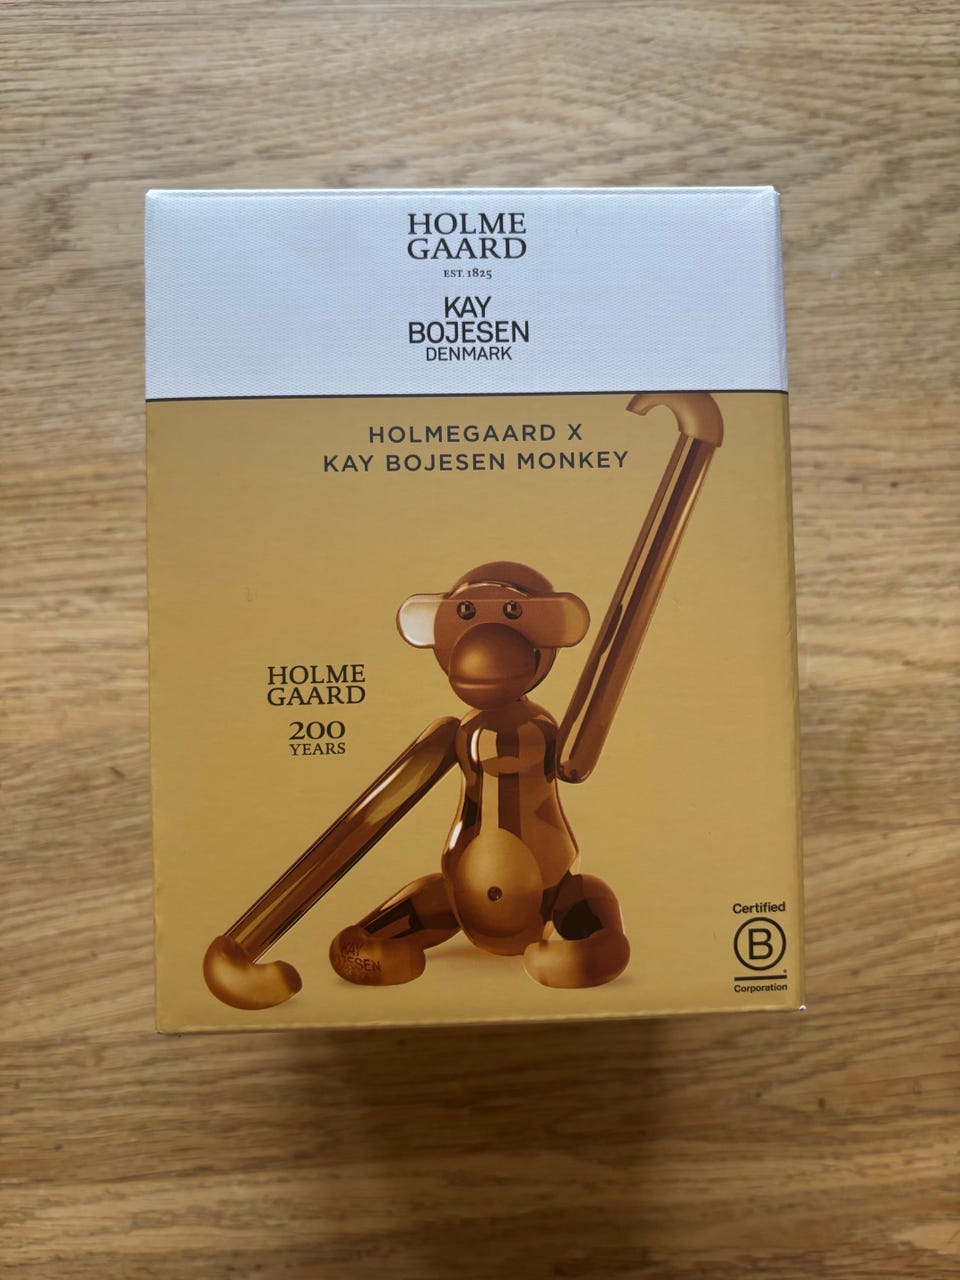 HOLME
GAARD
EST. 1825
KAY
BOJESEN
DENMARK
HOLMEGAARD X
KAY BOJESEN MONKEY
HOLME
GAARD
200
YEARS
KAY
BOJESEN
Certified
B
Corporation